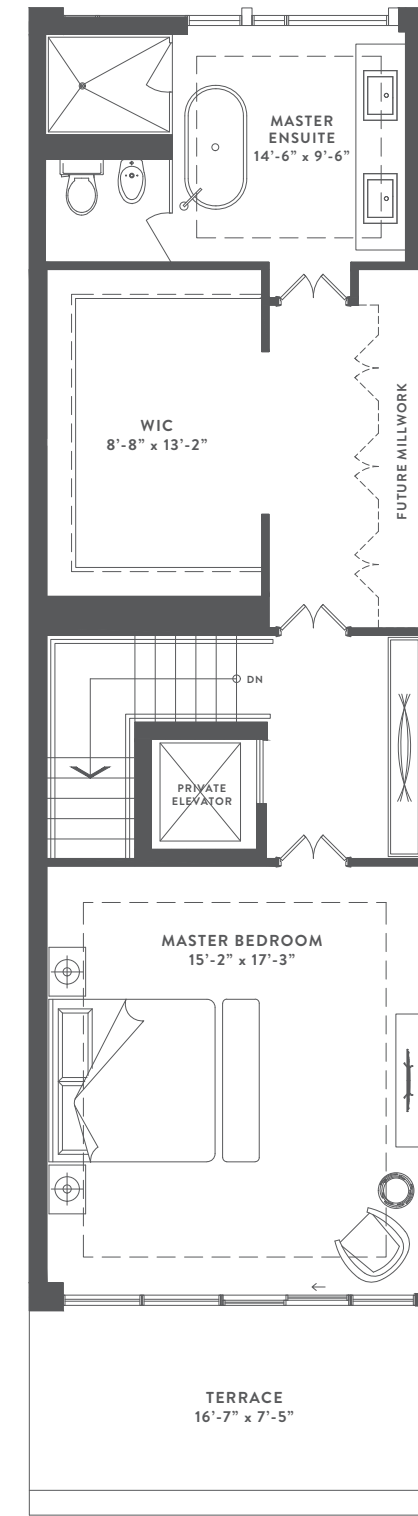 MASTER
ENSUITE
14'-6" x 9'-6"
WIC
8'-8" x 13'-2"
FUTURE MILLWORK
DN
PRIVATE
ELEVATOR
MASTER BEDROOM
15'-2" x 17'-3"
TERRACE
16'-7" x 7'-5"